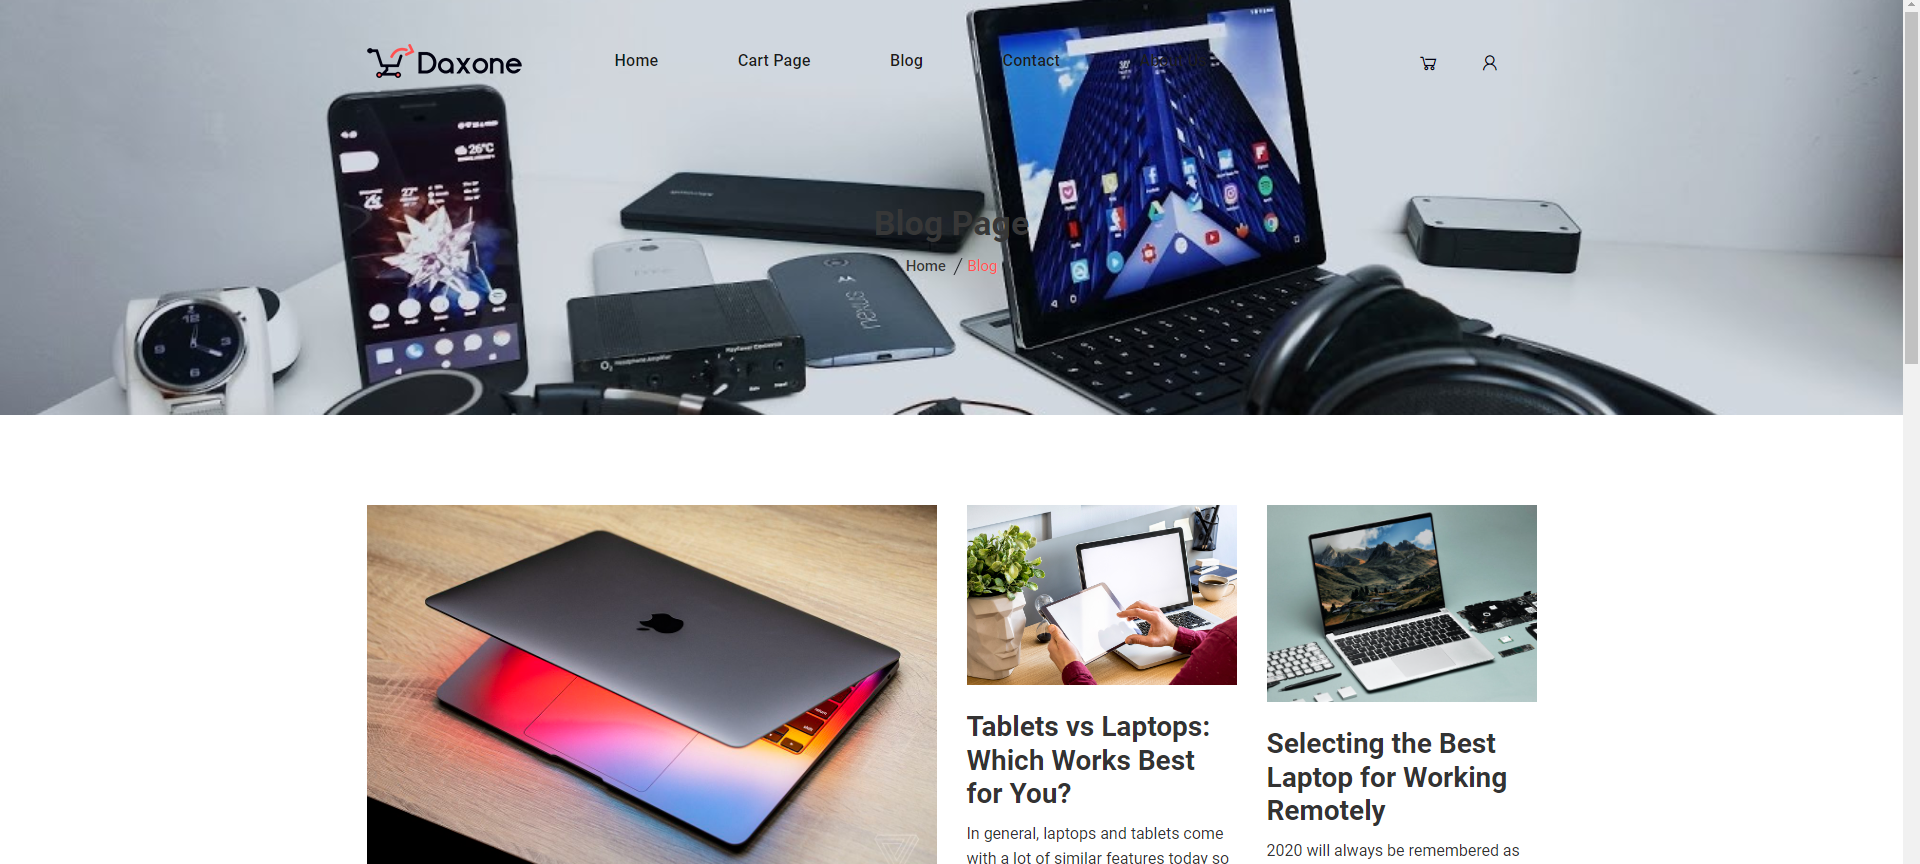 Daxone
Home
Cart Page
Blog
Contact
26°C
Blog Page
Home / Blog
nexus
Tablets vs Laptops:
Which Works Best
for You?
In general, laptops and tablets come
with a lot of similar features today so
Selecting the Best
Laptop for Working
Remotely
2020 will always be remembered as